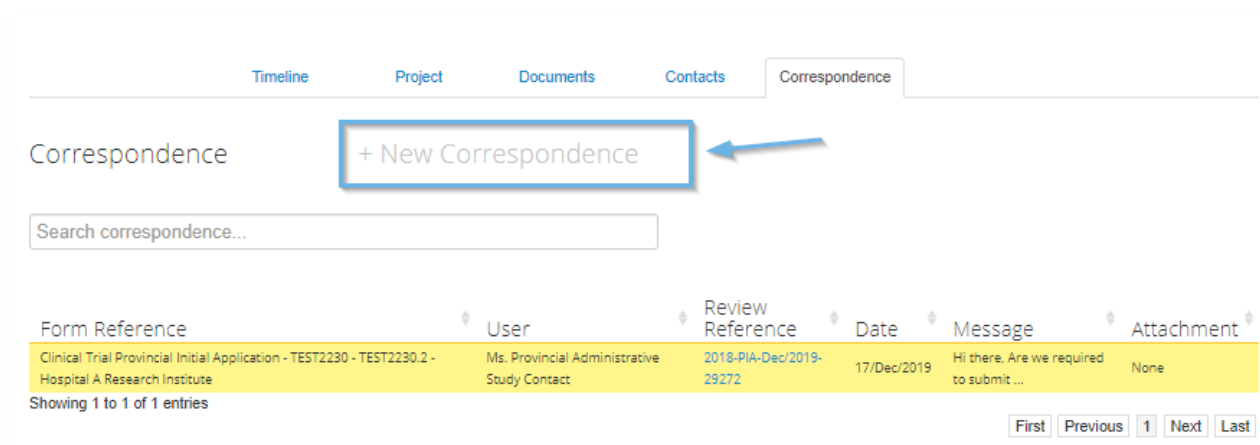 Timeline Project Documents Contacts Correspondence
Correspondence + New Correspondence
Search correspondence...
Form Reference User Review Reference Date Message Attachment
Clinical Trial Provincial Initial Application - TEST2230 - TEST2230.2 -
Hospital A Research Institute
Ms. Provincial Administrative
Study Contact
2018-PIA-Dec/2019-
29272
17/Dec/2019
Hi there, Are we required
to submit ...
None
Showing 1 to 1 of 1 entries
First Previous 1 Next Last